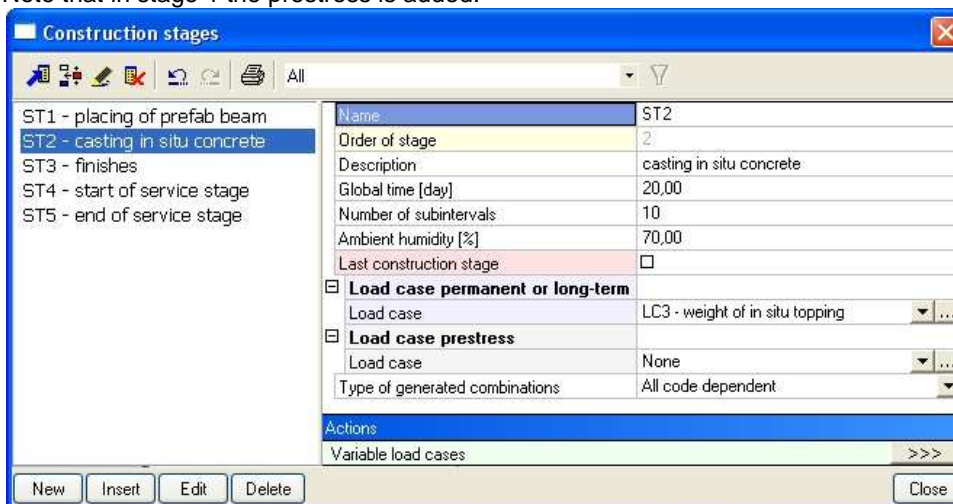 Note that in stage 1 the prestress is added.
Construction stages
All
ST1 - placing of prefab beam
ST2 - casting in situ concrete
ST3 - finishes
ST4 - start of service stage
ST5 - end of service stage
Name ST2
Order of stage 2
Description casting in situ concrete
Global time [day] 20,00
Number of subintervals 10
Ambient humidity [%] 70,00
Last construction stage
Load case permanent or long-term
Load case LC3 - weight of in situ topping ...
Load case prestress
Load case None ...
Type of generated combinations All code dependent
Actions
Variable load cases >>>
New Insert Edit Delete Close